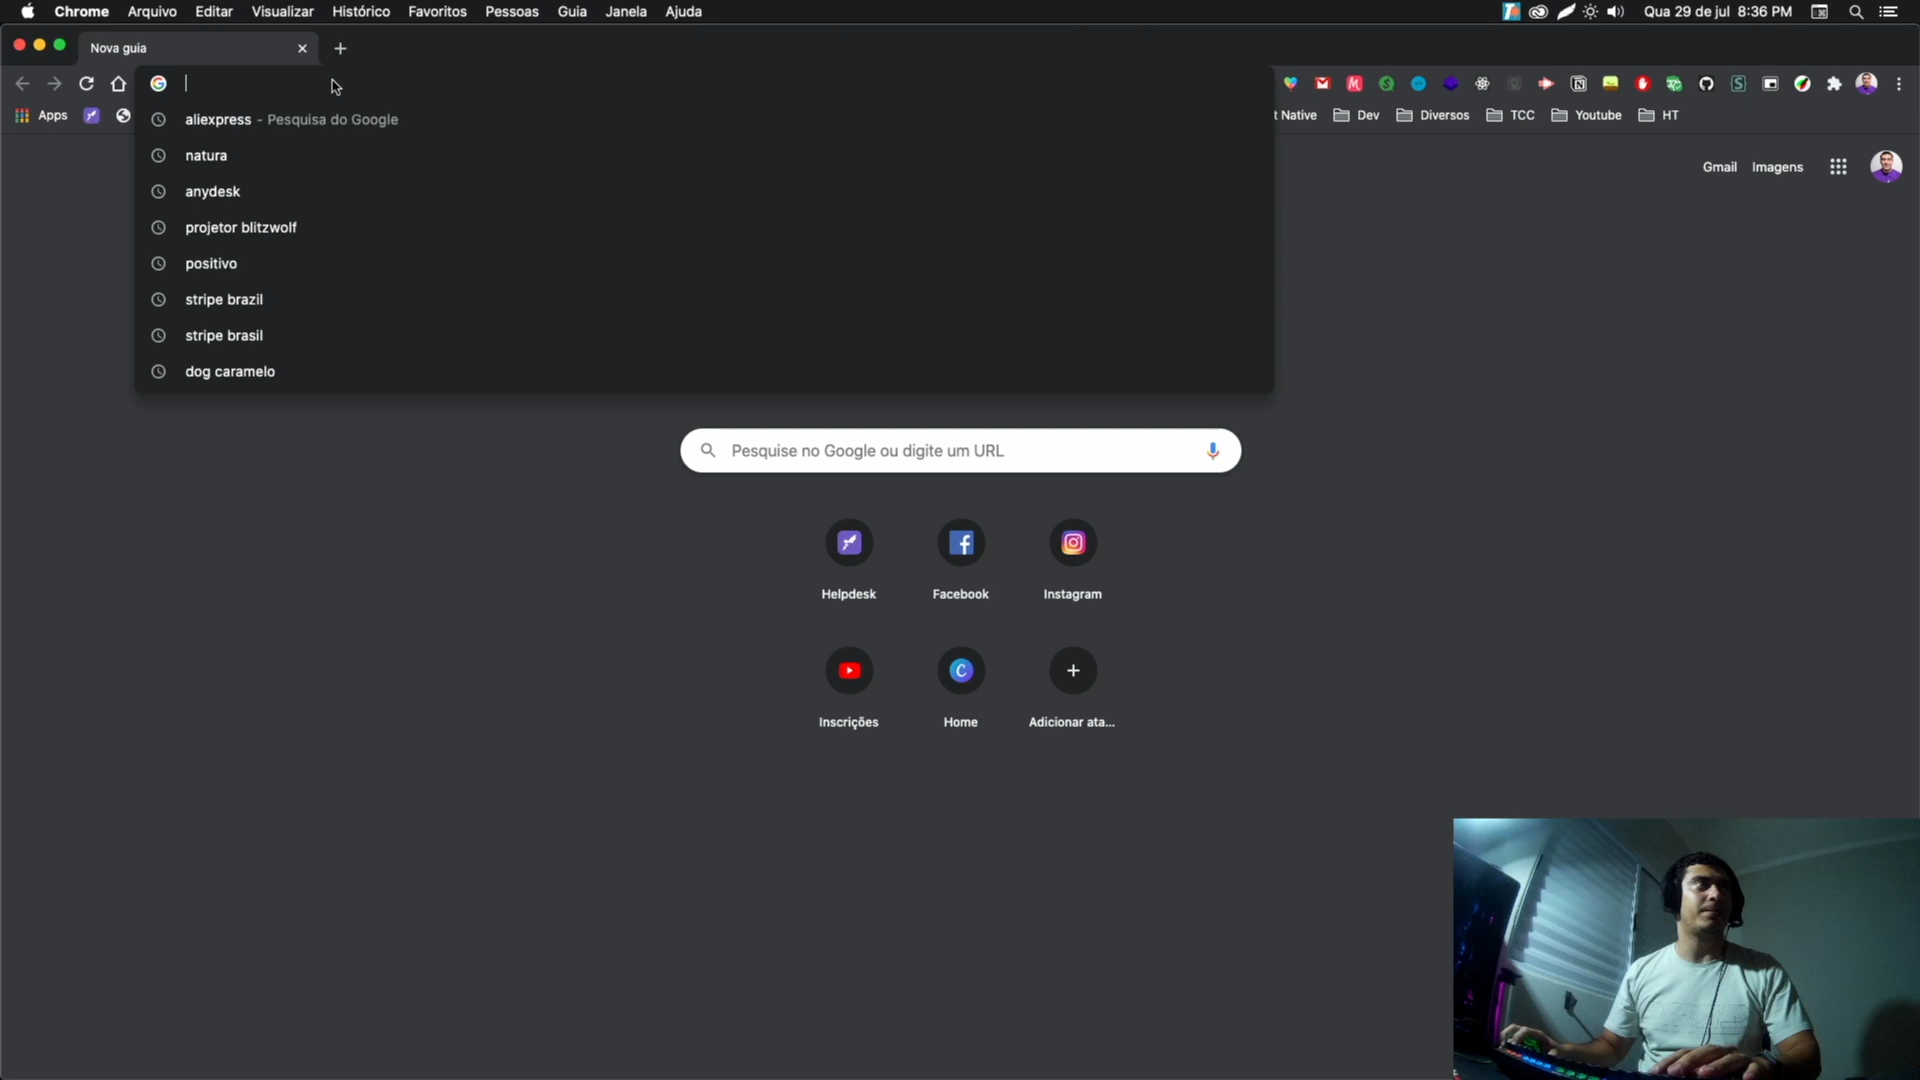 Chrome Arquivo Editar Visualizar Histórico Favoritos Pessoas Guia Janela Ajuda Qua 29 de jul 8:36 PM
Nova guia
aliexpress - Pesquisa do Google
natura
anydesk
projetor blitzwolf
positivo
stripe brazil
stripe brasil
dog caramelo
Apps t Native Dev Diversos TCC Youtube HT
Gmail Imagens
Pesquise no Google ou digite um URL
Helpdesk Facebook Instagram
Inscrições Home Adicionar ata...